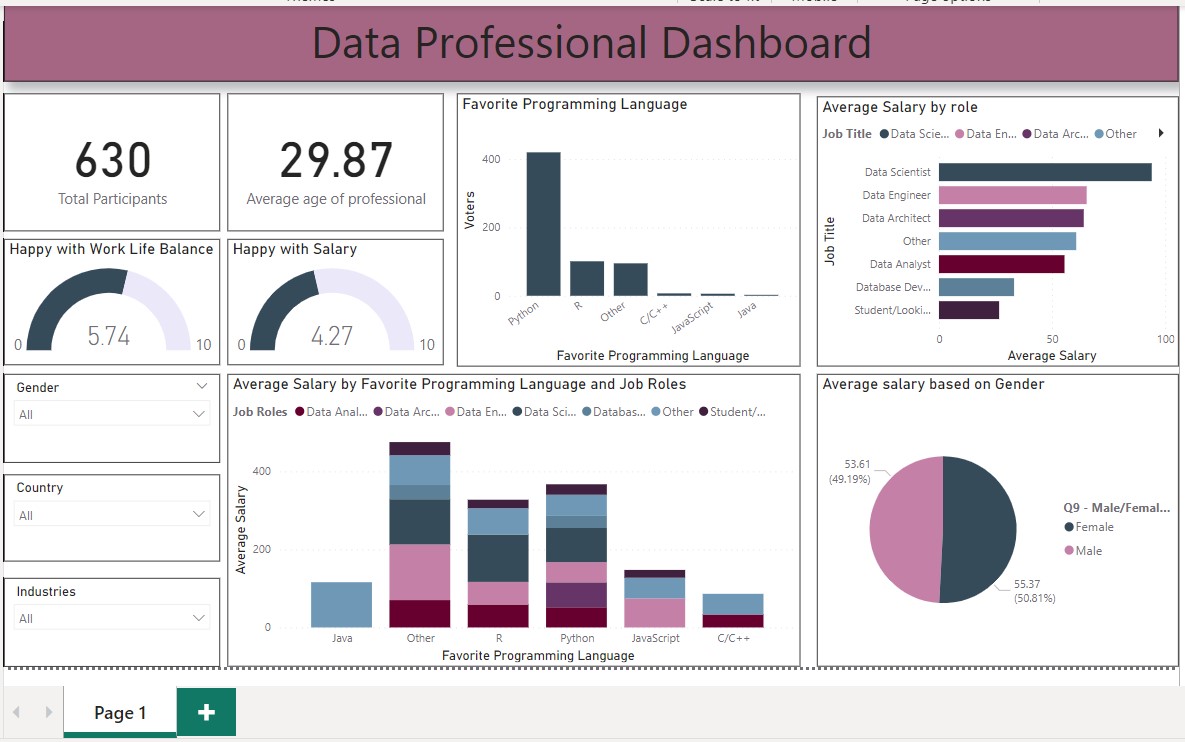 Data Professional Dashboard
630
Total Participants
29.87
Average age of professional
Happy with Work Life Balance
0
5.74
10
Happy with Salary
0
4.27
10
Favorite Programming Language
Voters
400
200
0
Python
R
Other
C/C++
JavaScript
Java
Favorite Programming Language
Average Salary by role
Job Title Data Scie... Data En... Data Arc... Other
Job Title
Data Scientist
Data Engineer
Data Architect
Other
Data Analyst
Database Dev...
Student/Looki...
0 50 100
Average Salary
Gender
All
Country
All
Industries
All
Average Salary by Favorite Programming Language and Job Roles
Job Roles Data Anal... Data Arc... Data En... Data Sci... Databas... Other Student/...
Average Salary
400
200
0
Java Other R Python JavaScript C/C++
Favorite Programming Language
Average salary based on Gender
53.61
(49.19%)
55.37
(50.81%)
Q9 - Male/Femal...
Female
Male
Page 1